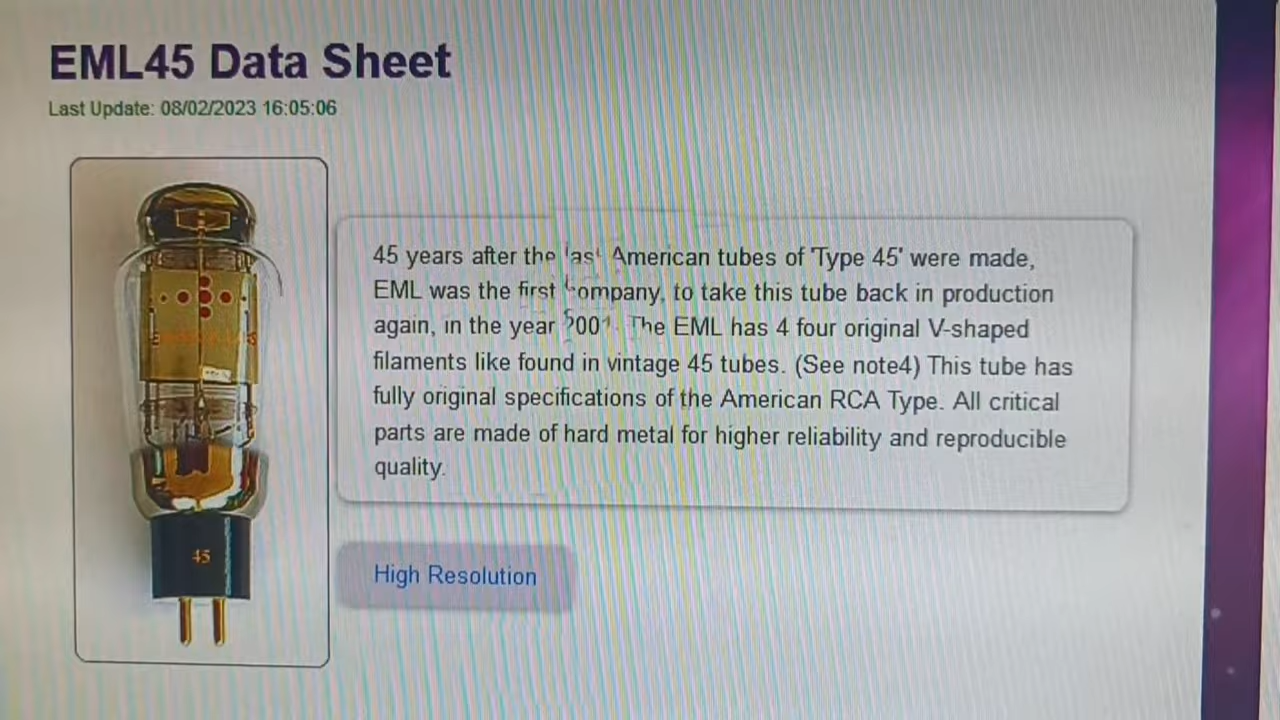 EML45 Data Sheet
Last Update: 08/02/2023 16:05:06
45 years after the last American tubes of 'Type 45' were made,
EML was the first company, to take this tube back in production
again, in the year 2001. The EML has 4 four original V-shaped
filaments like found in vintage 45 tubes. (See note4) This tube has
fully original specifications of the American RCA Type. All critical
parts are made of hard metal for higher reliability and reproducible
quality.
45
High Resolution